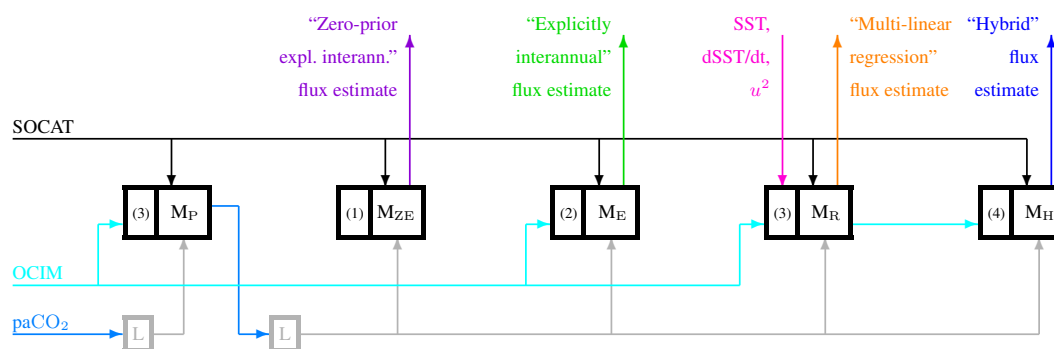 “Zero-prior
expl. interann.”
flux estimate
“Explicitly
interannual”
flux estimate
SST,
dSST/dt,
u²
“Multi-linear
regression”
flux estimate
“Hybrid”
flux
estimate
SOCAT
(3) M_P
(1) M_ZE
(2) M_E
(3) M_R
(4) M_H
OCIM
paCO₂
L
L